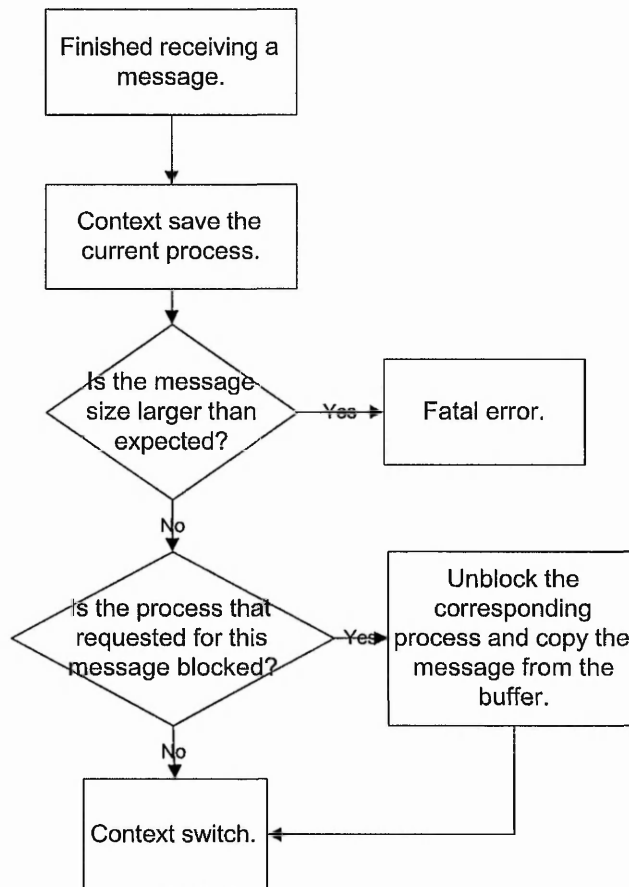 Finished receiving a
message.
Context save the
current process.
Is the message
size larger than
expected?
Yes
Fatal error.
No
Is the process that
requested for this
message blocked?
Yes
Unblock the
corresponding
process and copy the
message from the
buffer.
No
Context switch.